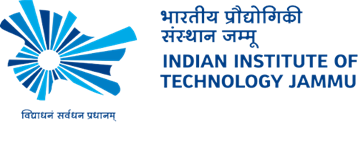 भारतीय प्रौद्योगिकी
संस्थान जम्मू
INDIAN INSTITUTE OF
TECHNOLOGY JAMMU
विद्याधनं सर्वधन प्रधानम्